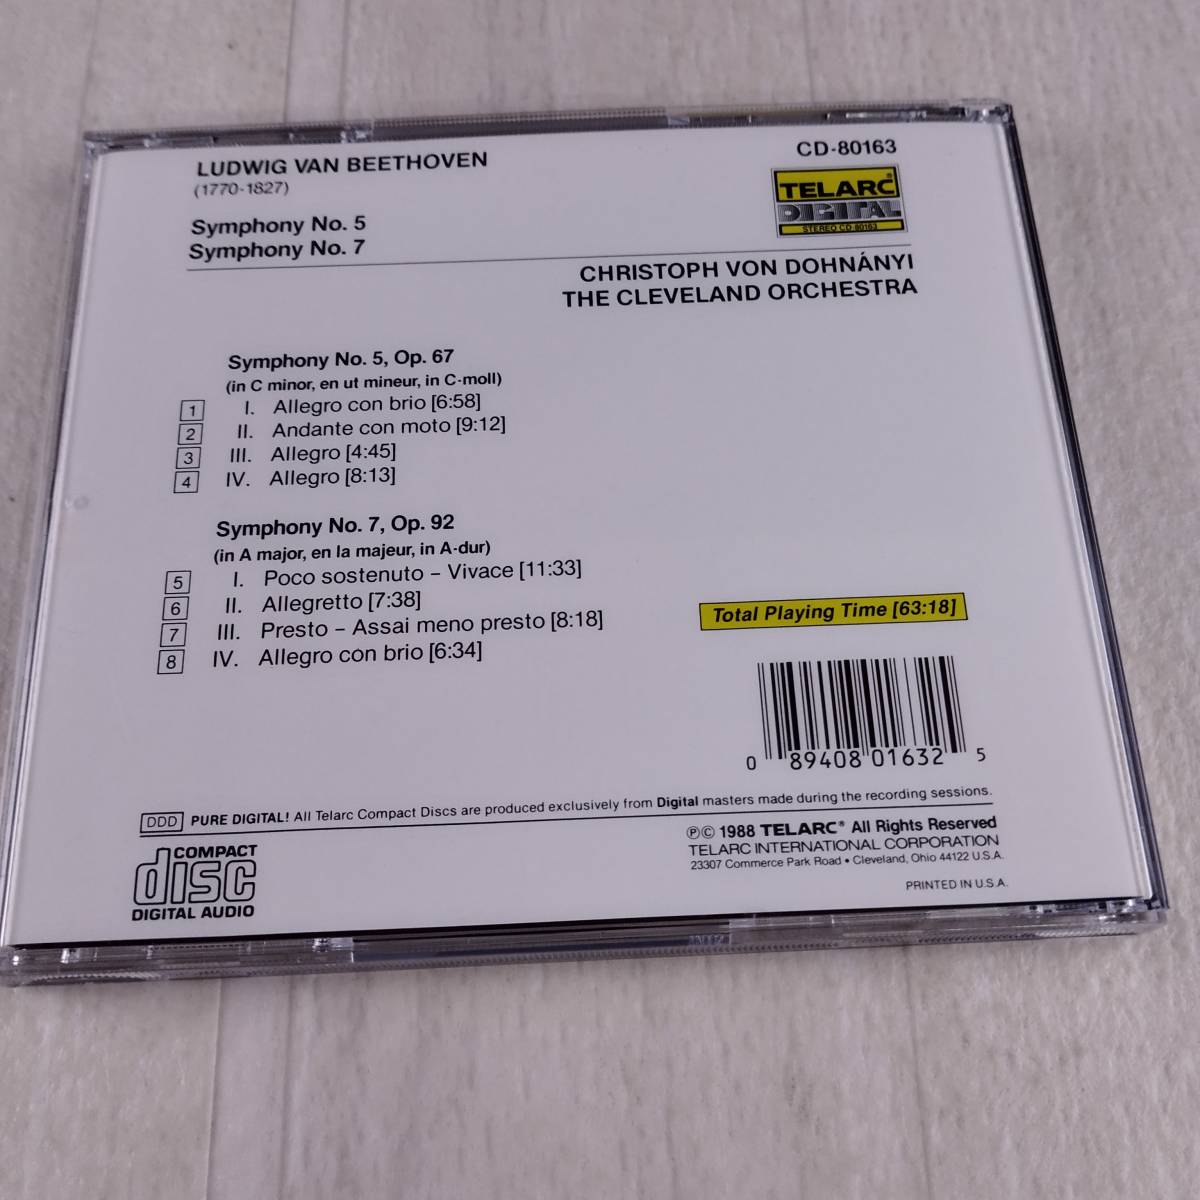 LUDWIG VAN BEETHOVEN
(1770-1827)
Symphony No. 5
Symphony No. 7
CD-80163
TELARC®
DIGITAL
STEREO CD-80163
CHRISTOPH VON DOHNÁNYI
THE CLEVELAND ORCHESTRA
Symphony No. 5, Op. 67
(in C minor, en ut mineur, in C-moll)
1 I. Allegro con brio [6:58]
2 II. Andante con moto [9:12]
3 III. Allegro [4:45]
4 IV. Allegro [8:13]
Symphony No. 7, Op. 92
(in A major, en la majeur, in A-dur)
5 I. Poco sostenuto – Vivace [11:33]
6 II. Allegretto [7:38]
7 III. Presto – Assai meno presto [8:18]
8 IV. Allegro con brio [6:34]
Total Playing Time [63:18]
0 89408 01632 5
DDD PURE DIGITAL! All Telarc Compact Discs are produced exclusively from Digital masters made during the recording sessions.
COMPACT
disc
DIGITAL AUDIO
℗© 1988 TELARC® All Rights Reserved
TELARC INTERNATIONAL CORPORATION
23307 Commerce Park Road • Cleveland, Ohio 44122 U.S.A.
PRINTED IN U.S.A.